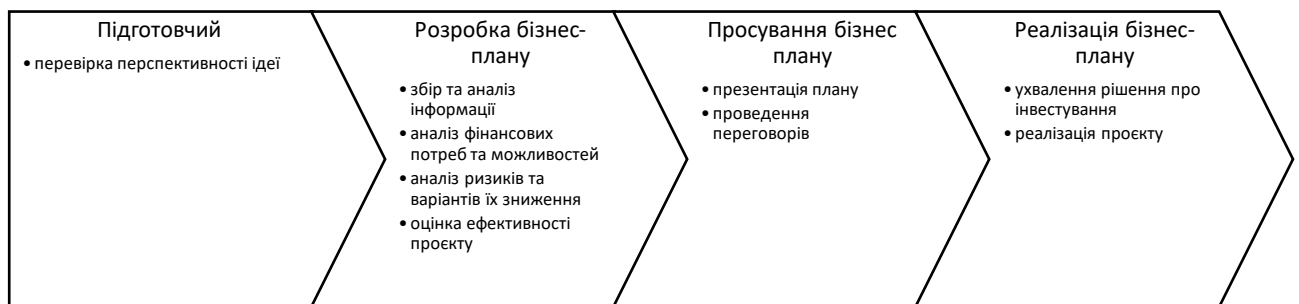 Підготовчий
• перевірка перспективності ідеї
Розробка бізнес-
плану
• збір та аналіз
інформації
• аналіз фінансових
потреб та можливостей
• аналіз ризиків та
варіантів їх зниження
• оцінка ефективності
проєкту
Просування бізнес
плану
• презентація плану
• проведення
переговорів
Реалізація бізнес-
плану
• ухвалення рішення про
інвестування
• реалізація проєкту